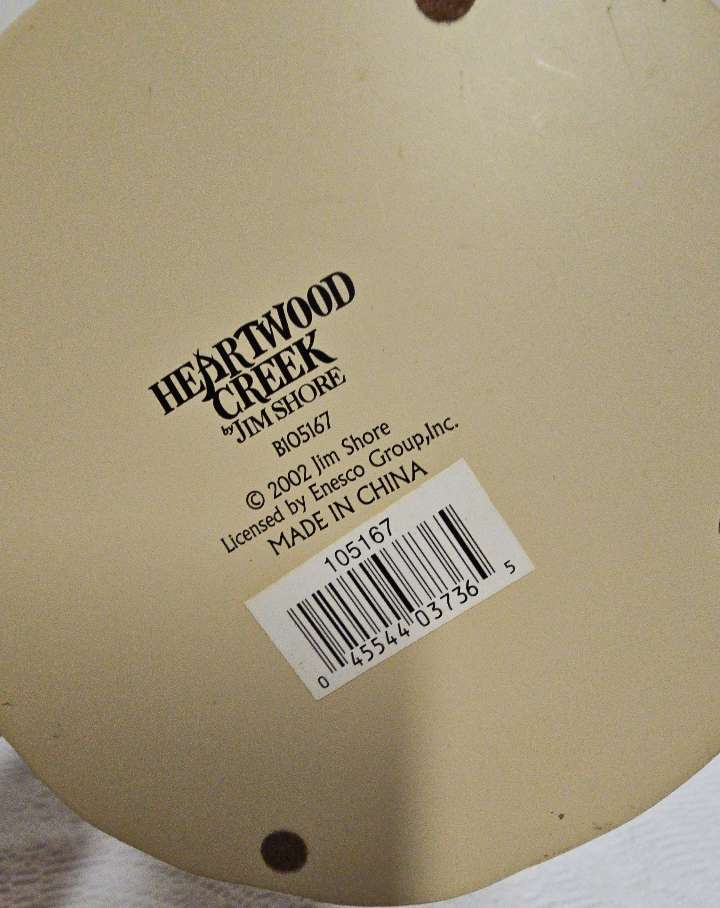 HEARTWOOD
CREEK
by JIM SHORE
B105167
© 2002 Jim Shore
Licensed by Enesco Group,Inc.
MADE IN CHINA
105167
0 45544 03736 5